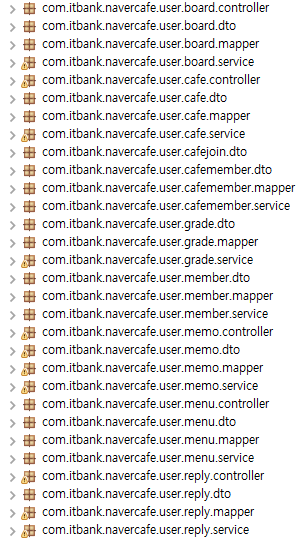 com.itbank.navercafe.user.board.controller
com.itbank.navercafe.user.board.dto
com.itbank.navercafe.user.board.mapper
com.itbank.navercafe.user.board.service
com.itbank.navercafe.user.cafe.controller
com.itbank.navercafe.user.cafe.dto
com.itbank.navercafe.user.cafe.mapper
com.itbank.navercafe.user.cafe.service
com.itbank.navercafe.user.cafejoin.dto
com.itbank.navercafe.user.cafemember.dto
com.itbank.navercafe.user.cafemember.mapper
com.itbank.navercafe.user.cafemember.service
com.itbank.navercafe.user.grade.dto
com.itbank.navercafe.user.grade.mapper
com.itbank.navercafe.user.grade.service
com.itbank.navercafe.user.member.dto
com.itbank.navercafe.user.member.mapper
com.itbank.navercafe.user.member.service
com.itbank.navercafe.user.memo.controller
com.itbank.navercafe.user.memo.dto
com.itbank.navercafe.user.memo.mapper
com.itbank.navercafe.user.memo.service
com.itbank.navercafe.user.menu.controller
com.itbank.navercafe.user.menu.dto
com.itbank.navercafe.user.menu.mapper
com.itbank.navercafe.user.menu.service
com.itbank.navercafe.user.reply.controller
com.itbank.navercafe.user.reply.dto
com.itbank.navercafe.user.reply.mapper
com.itbank.navercafe.user.reply.service